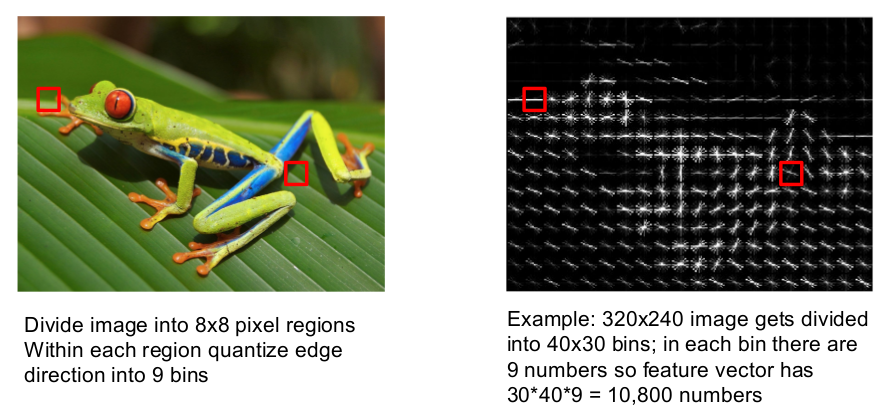 Divide image into 8x8 pixel regions
Within each region quantize edge
direction into 9 bins
Example: 320x240 image gets divided
into 40x30 bins; in each bin there are
9 numbers so feature vector has
30*40*9 = 10,800 numbers